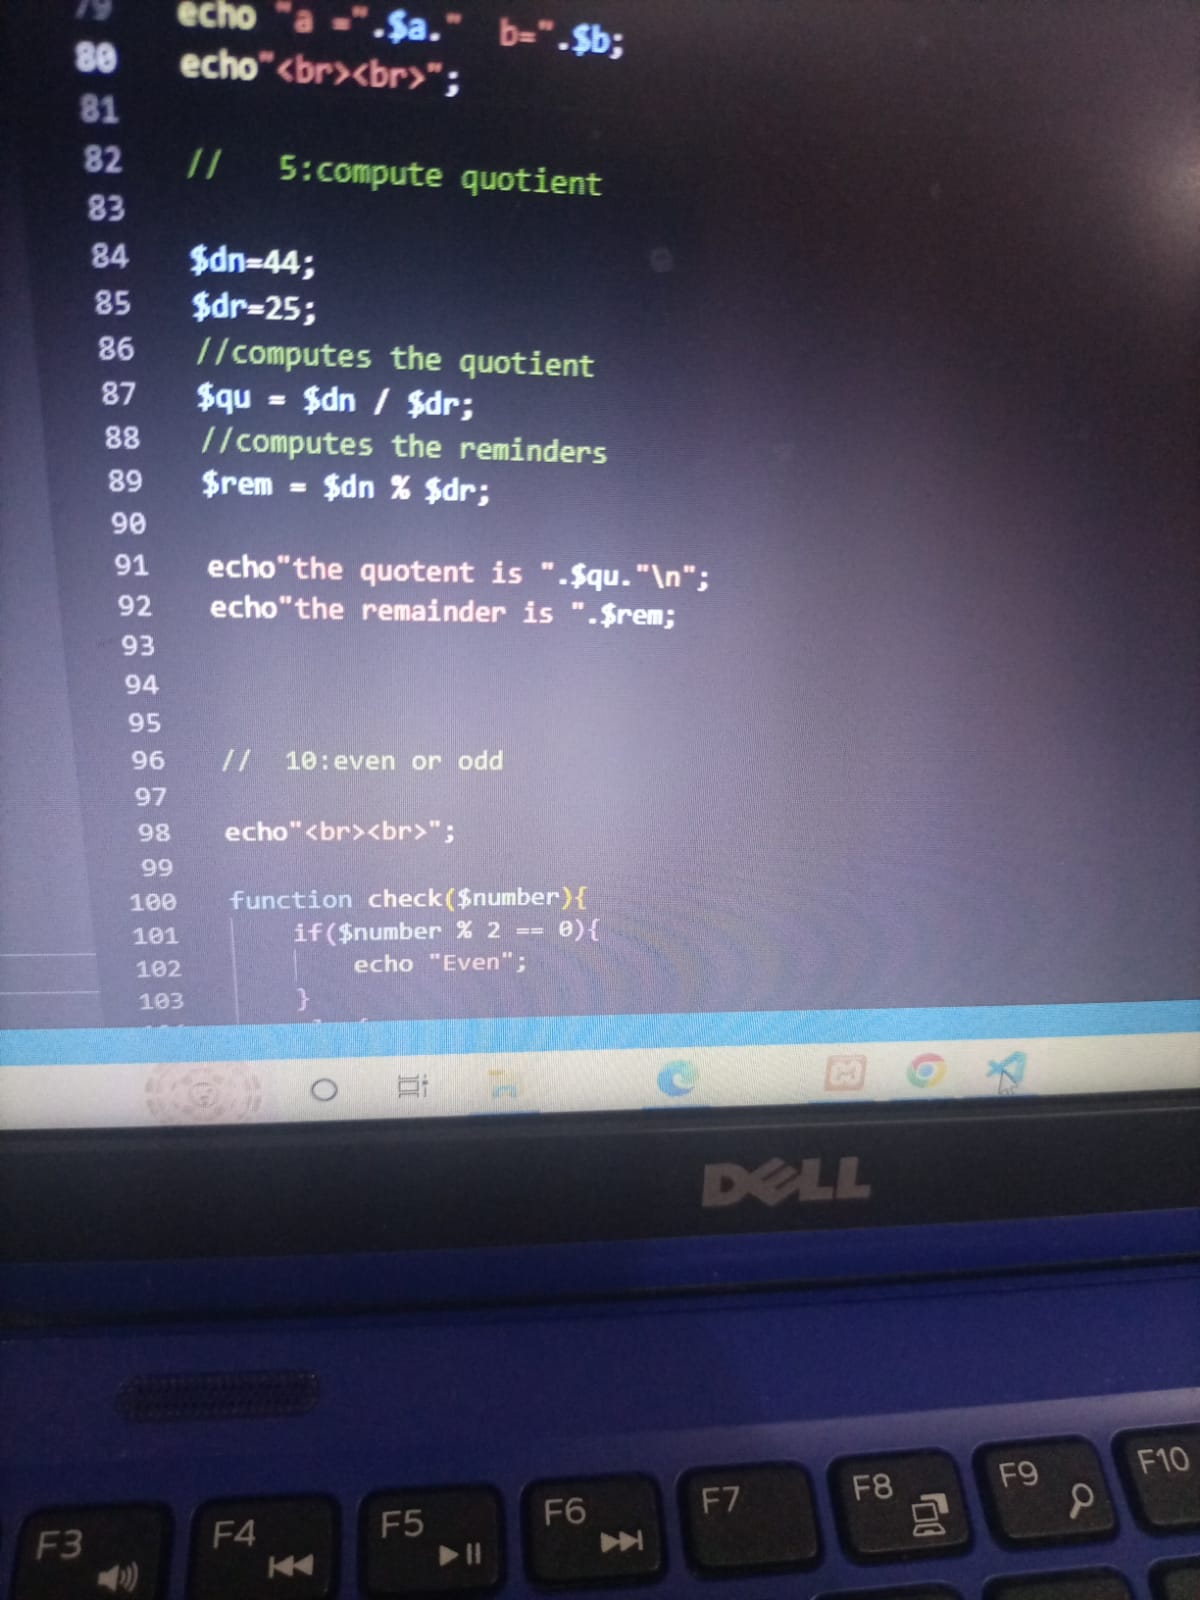 79 echo "a =".$a." b=".$b;
80 echo"<br><br>";
81
82 // 5:compute quotient
83
84 $dn=44;
85 $dr=25;
86 //computes the quotient
87 $qu = $dn / $dr;
88 //computes the reminders
89 $rem = $dn % $dr;
90
91 echo"the quotent is ".$qu."\n";
92 echo"the remainder is ".$rem;
93
94
95
96 // 10:even or odd
97
98 echo"<br><br>";
99
100 function check($number){
101 if($number % 2 == 0){
102 echo "Even";
103 }
DELL
F3 F4 F5 F6 F7 F8 F9 F10